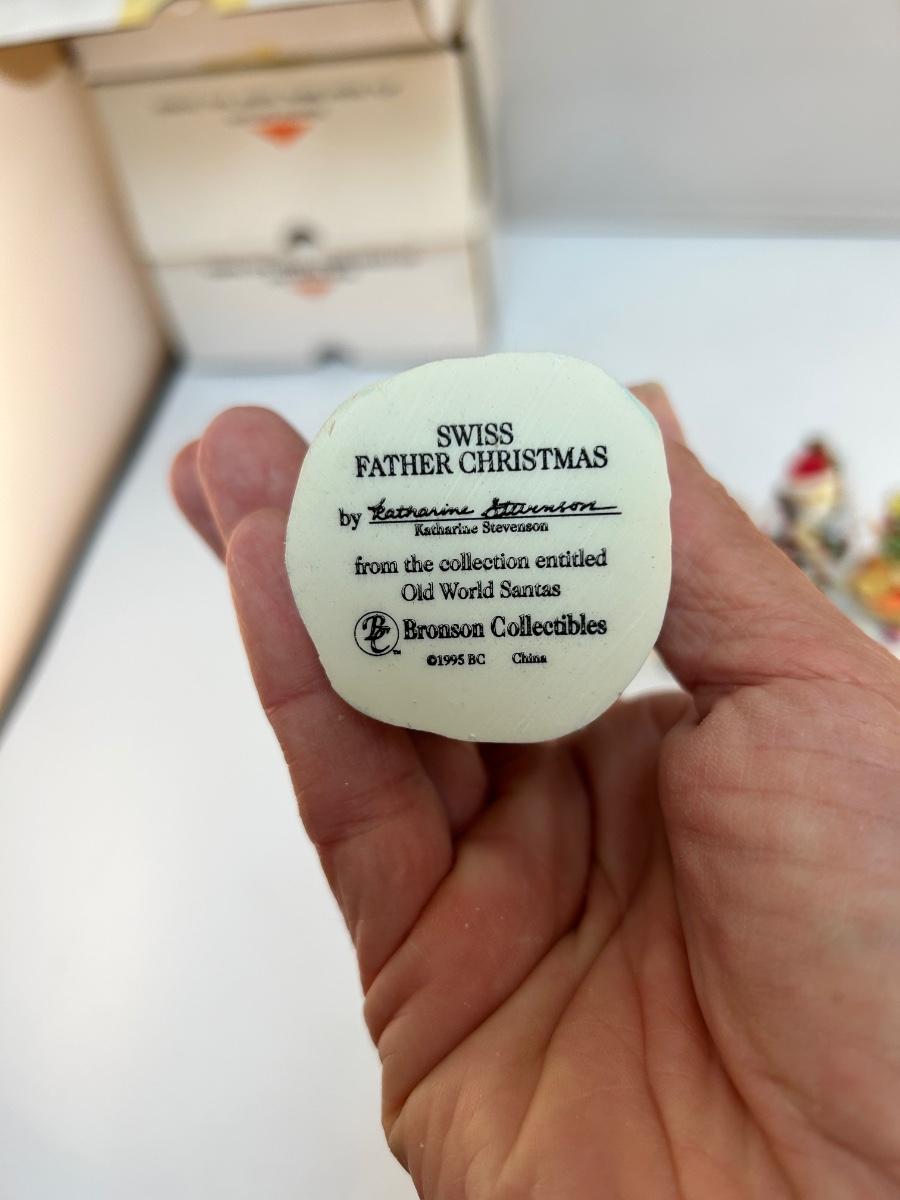 SWISS
FATHER CHRISTMAS
by Katharine Stevenson
Katharine Stevenson
from the collection entitled
Old World Santas
BC™ Bronson Collectibles
©1995 BC China